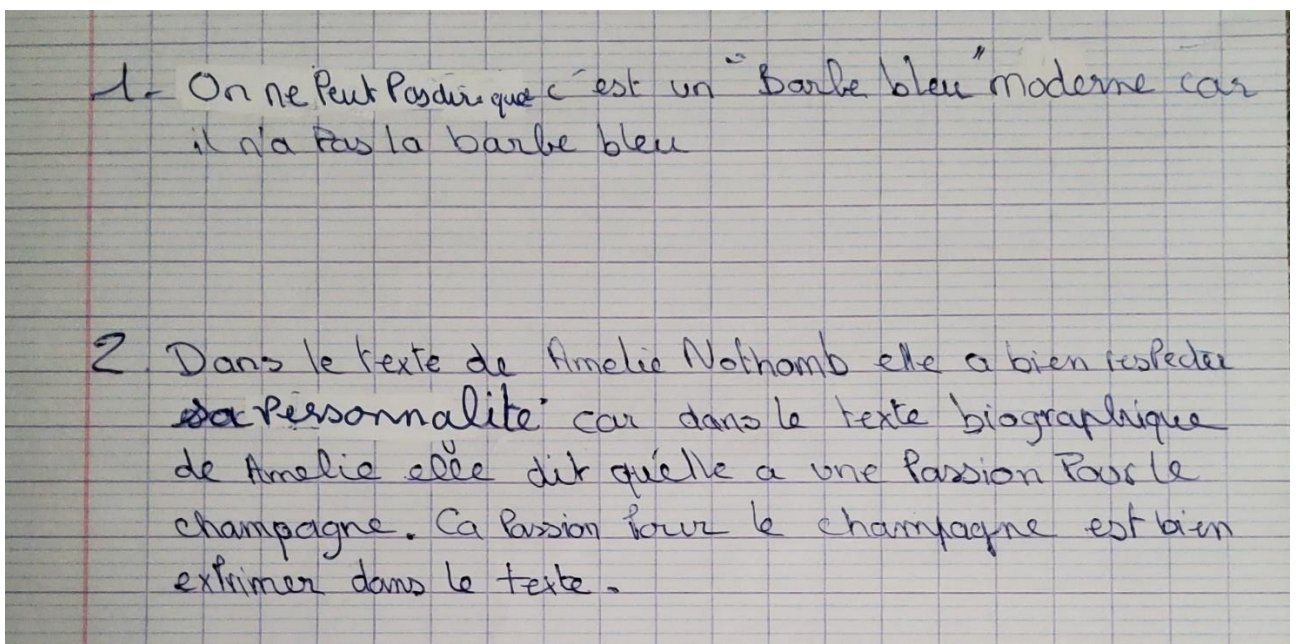 1- On ne Peut Pas dire que c'est un "Barbe bleu" moderne car
il n'a Pas la barbe bleu
2. Dans le texte de Amelie Nothomb elle a bien respecter
sa Personnalité car dans le texte biographique
de Amelie elle dit qu'elle a une Passion Pour le
champagne. Ca Passion Pour le champagne est bien
exPrimer dans le texte.